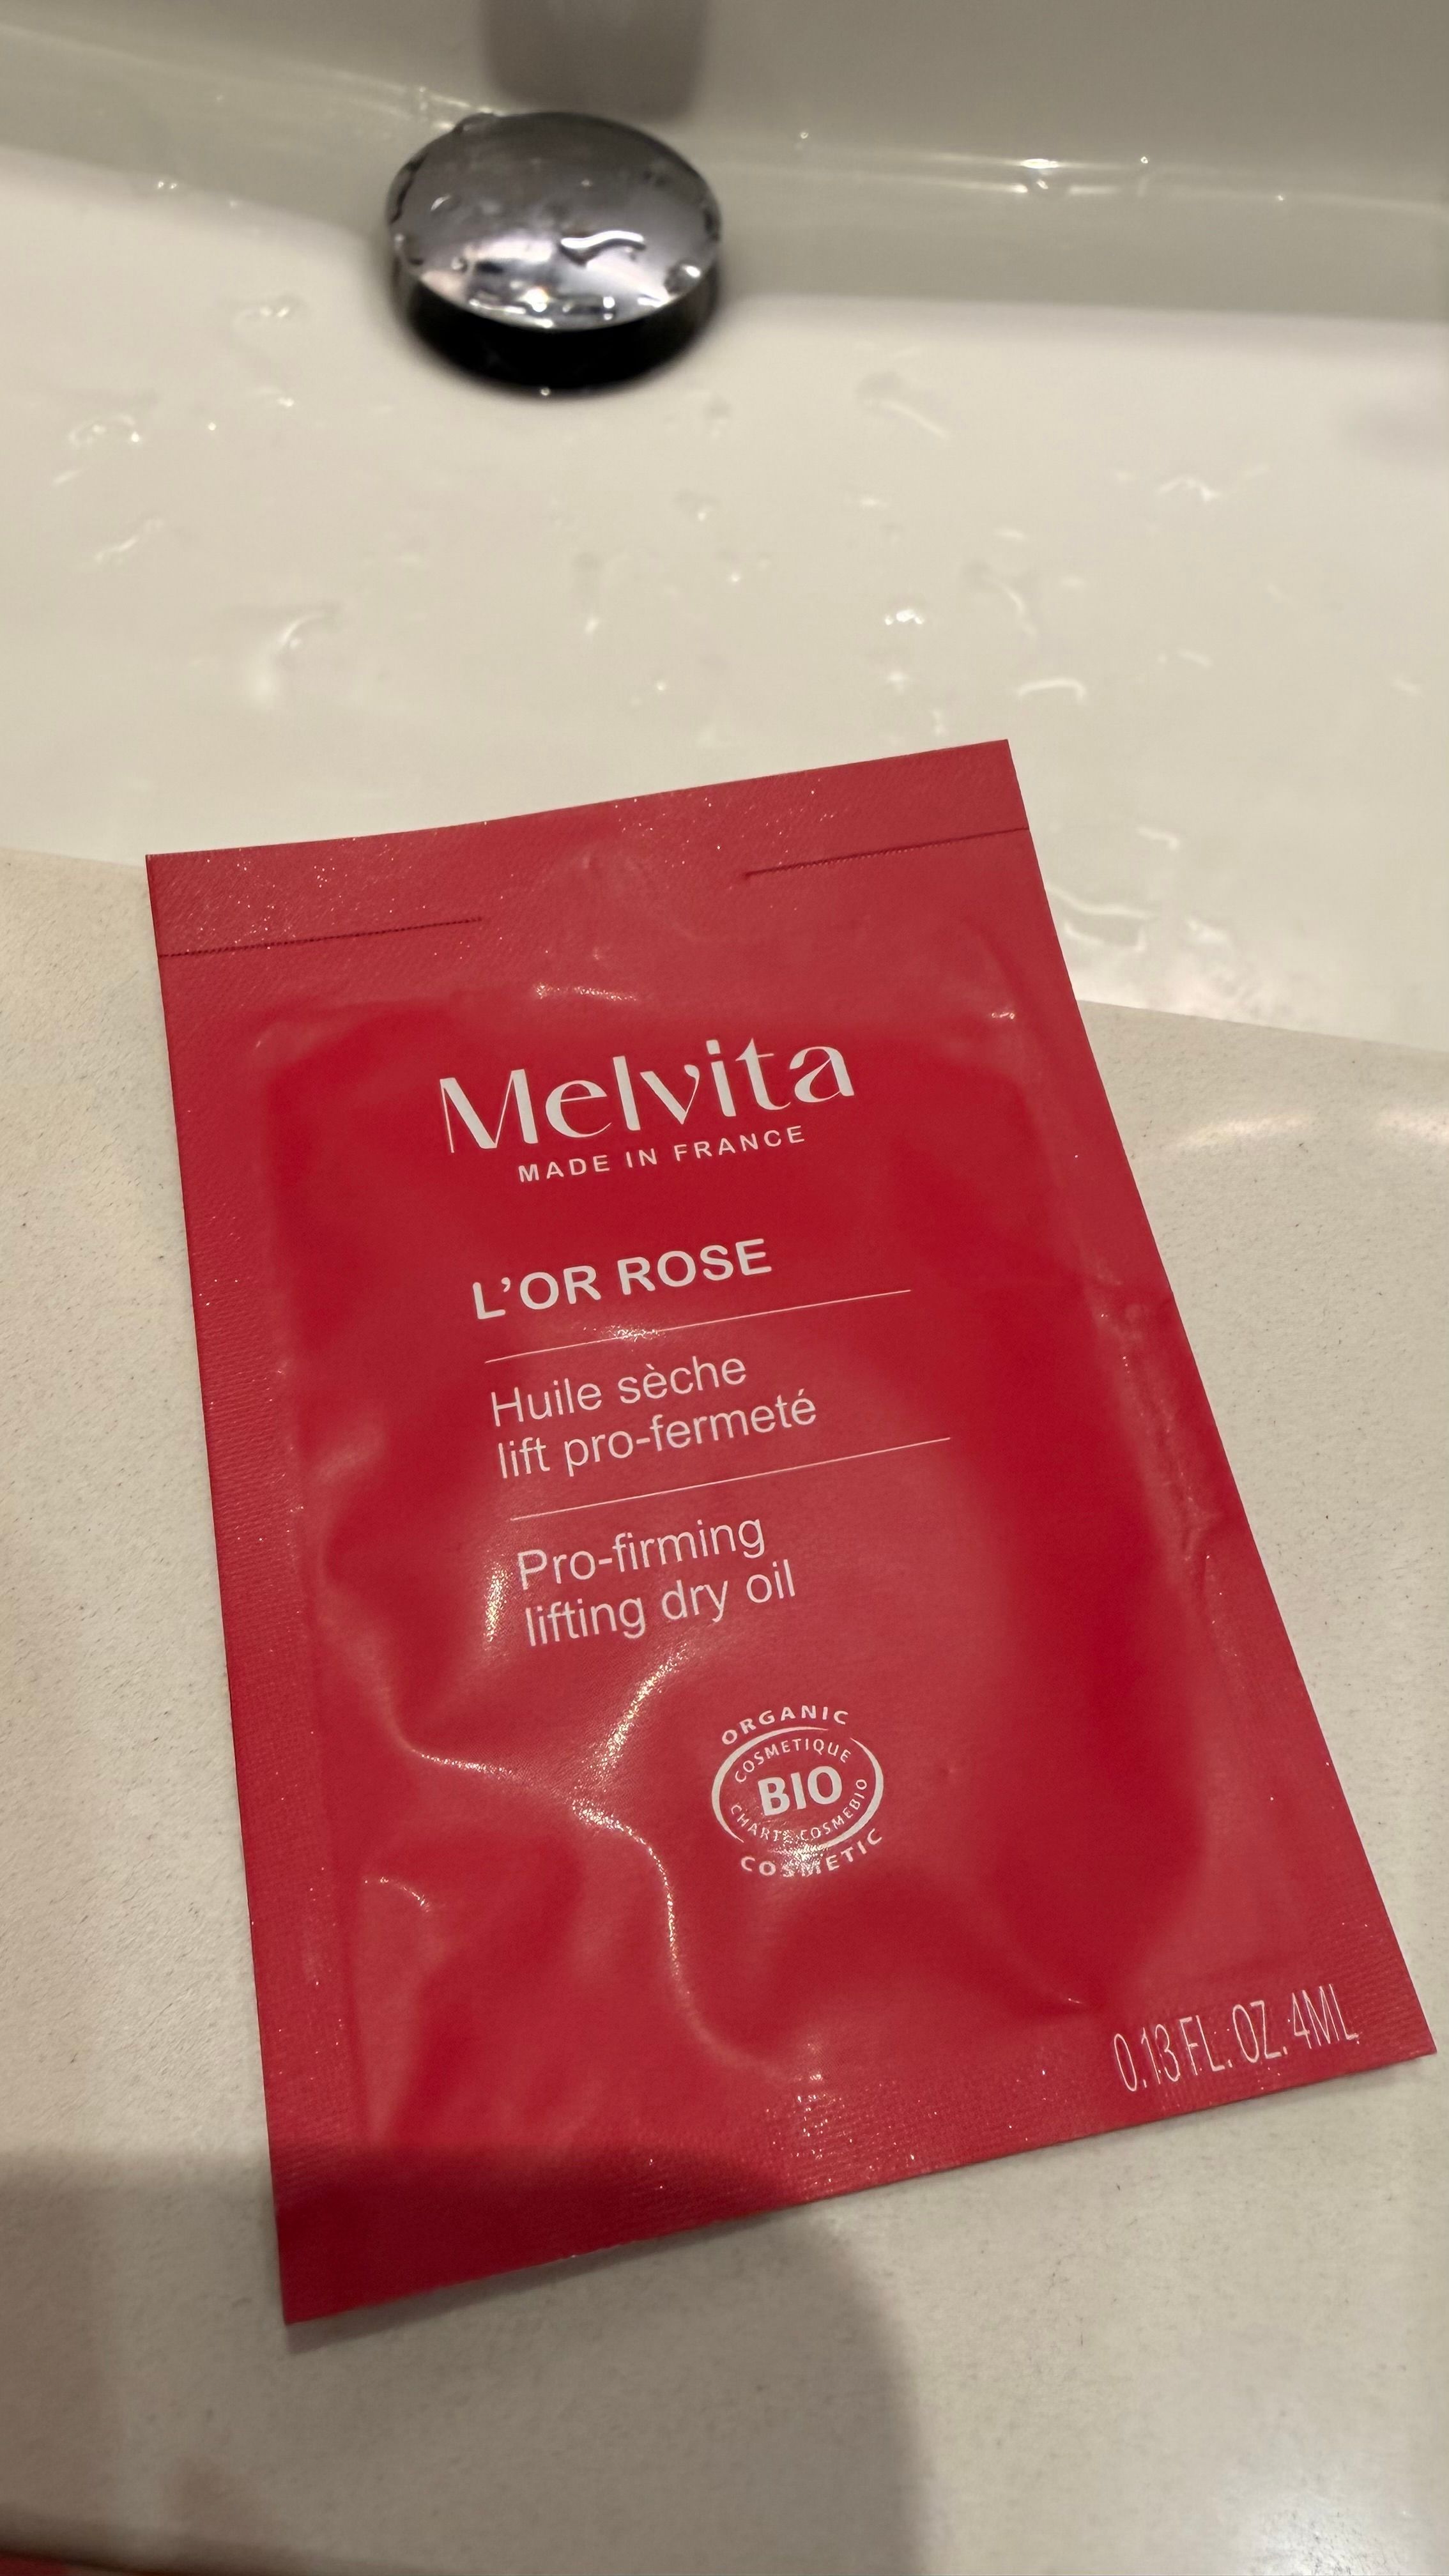 Melvita
MADE IN FRANCE
L'OR ROSE
Huile sèche
lift pro-fermeté
Pro-firming
lifting dry oil
ORGANIC
COSMETIQUE
BIO
CHARTE COSMEBIO
COSMETIC
0.13 FL. OZ. 4ML